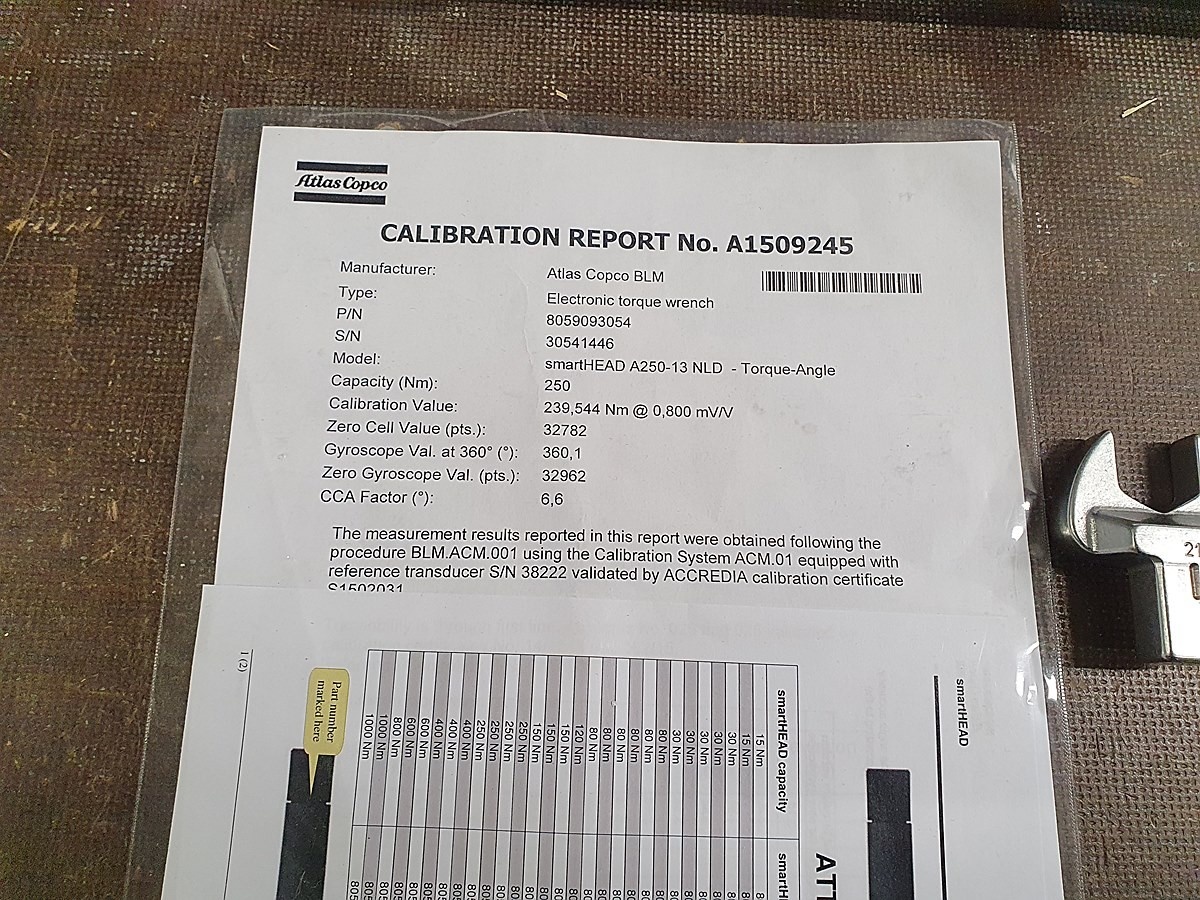 Atlas Copco
CALIBRATION REPORT No. A1509245
Manufacturer: Atlas Copco BLM
Type: Electronic torque wrench
P/N 8059093054
S/N 30541446
Model: smartHEAD A250-13 NLD - Torque-Angle
Capacity (Nm): 250
Calibration Value: 239,544 Nm @ 0,800 mV/V
Zero Cell Value (pts.): 32782
Gyroscope Val. at 360° (°): 360,1
Zero Gyroscope Val. (pts.): 32962
CCA Factor (°): 6,6
The measurement results reported in this report were obtained following the
procedure BLM.ACM.001 using the Calibration System ACM.01 equipped with
reference transducer S/N 38222 validated by ACCREDIA calibration certificate
S1502031
smartHEAD
smartHEAD capacity
15 Nm
15 Nm
30 Nm
30 Nm
30 Nm
30 Nm
30 Nm
80 Nm
80 Nm
80 Nm
80 Nm
80 Nm
80 Nm
120 Nm
150 Nm
150 Nm
150 Nm
250 Nm
250 Nm
250 Nm
250 Nm
400 Nm
400 Nm
400 Nm
600 Nm
600 Nm
800 Nm
1000 Nm
1000 Nm
Part number
marked here
1 (2)
21